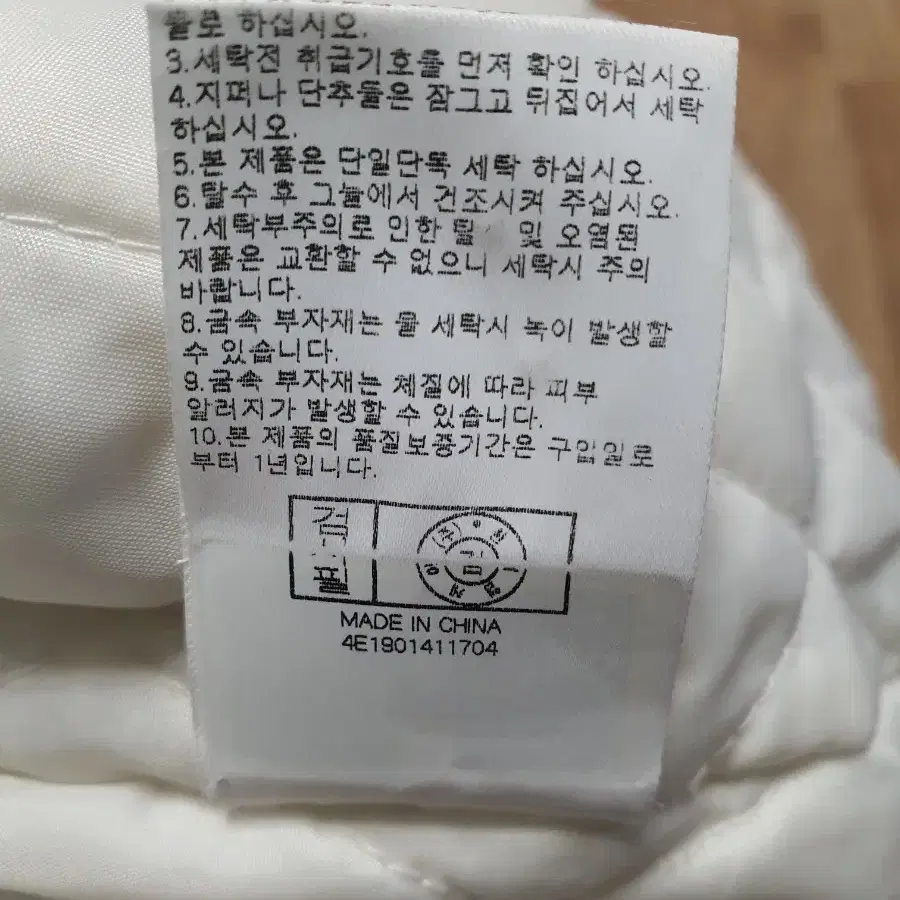 울로 하십시오.
3.세탁전 취급기호를 먼저 확인 하십시오.
4.지퍼나 단추들은 잠그고 뒤집어서 세탁
하십시오.
5.본 제품은 단일단독 세탁 하십시오.
6.탈수 후 그늘에서 건조시켜 주십시오.
7.세탁부주의로 인한 및 오염된
제품은 교환할 수 없으니 세탁시 주의
바랍니다.
8.금속 부자재는 물 세탁시 녹이 발생할
수 있습니다.
9.금속 부자재는 체질에 따라 피부
알러지가 발생할 수 있습니다.
10.본 제품의 품질보증기간은 구입일로
부터 1년입니다.
검
필
MADE IN CHINA
4E1901411704